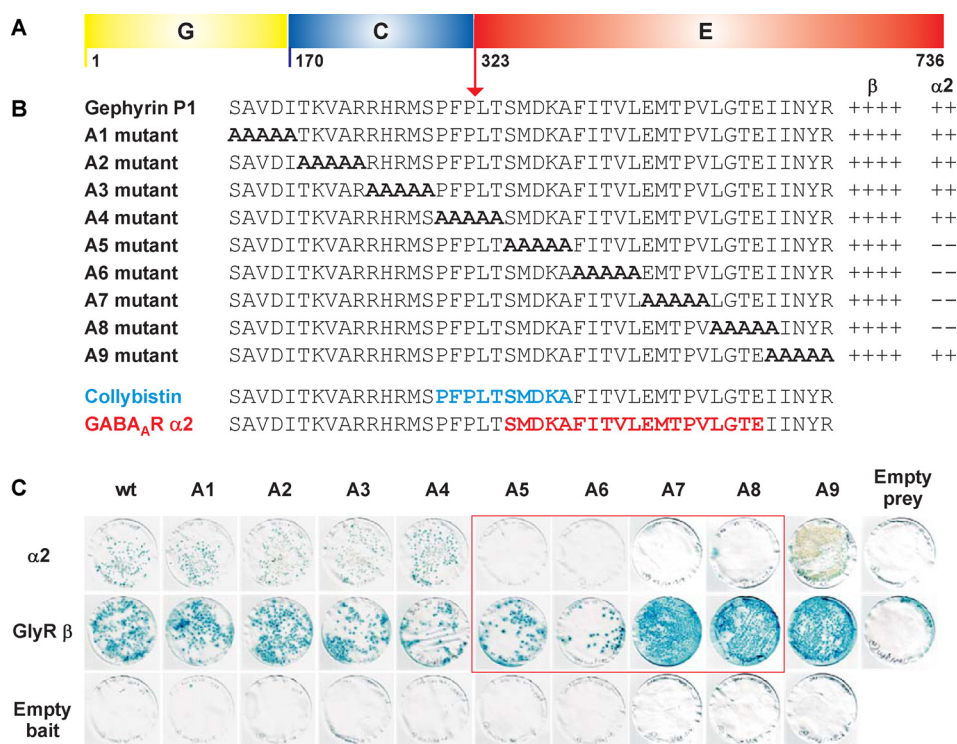 A G C E
1 170 323 736
β α2
B Gephyrin P1 SAVDITKVARRHRMSPFPLTSMDKAFITVLEMTPVLGTEIINYR ++++ ++
A1 mutant AAAAATKVARRHRMSPFPLTSMDKAFITVLEMTPVLGTEIINYR ++++ ++
A2 mutant SAVDIAAAAARHRMSPFPLTSMDKAFITVLEMTPVLGTEIINYR ++++ ++
A3 mutant SAVDITKVARAAAAAPFPLTSMDKAFITVLEMTPVLGTEIINYR ++++ ++
A4 mutant SAVDITKVARRHRMSAAAAASMDKAFITVLEMTPVLGTEIINYR ++++ ++
A5 mutant SAVDITKVARRHRMSPFPLTAAAAAFITVLEMTPVLGTEIINYR ++++ --
A6 mutant SAVDITKVARRHRMSPFPLTSMDKAAAAAAEMTPVLGTEIINYR ++++ --
A7 mutant SAVDITKVARRHRMSPFPLTSMDKAFITVLAAAAALGTEIINYR ++++ --
A8 mutant SAVDITKVARRHRMSPFPLTSMDKAFITVLEMTPVAAAAAINYR ++++ --
A9 mutant SAVDITKVARRHRMSPFPLTSMDKAFITVLEMTPVLGTEAAAAA ++++ ++
Collybistin SAVDITKVARRHRMSPFPLTSMDKAFITVLEMTPVLGTEIINYR
GABAAR α2 SAVDITKVARRHRMSPFPLTSMDKAFITVLEMTPVLGTEIINYR
C wt A1 A2 A3 A4 A5 A6 A7 A8 A9 Empty prey
α2
GlyR β
Empty bait